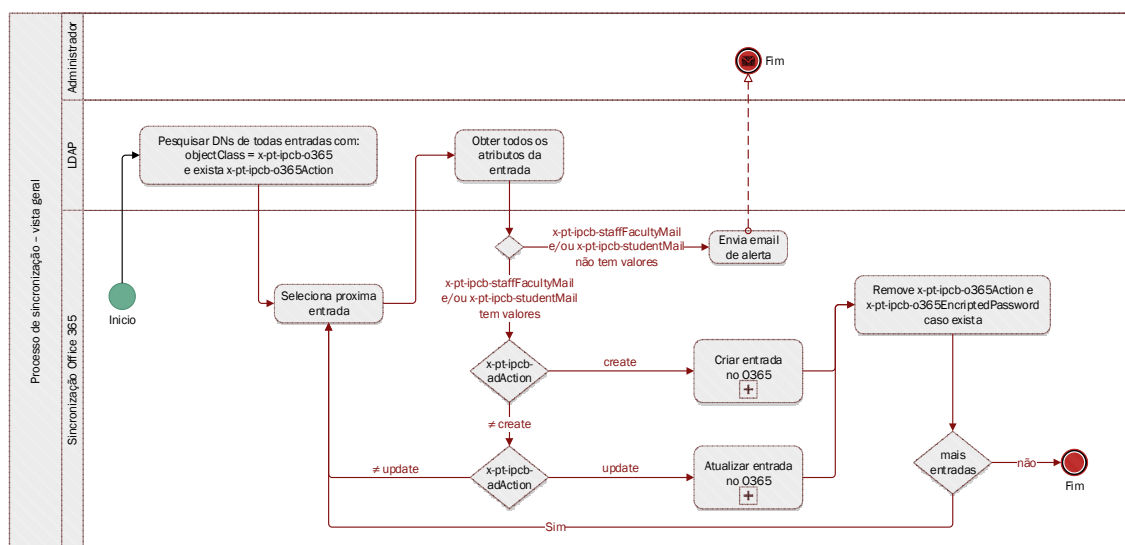 Processo de sincronização – vista geral
Administrador
LDAP
Sincronização Office 365
Fim
Pesquisar DNs de todas entradas com:
objectClass = x-pt-ipcb-o365
e exista x-pt-ipcb-o365Action
Obter todos os
atributos da
entrada
x-pt-ipcb-staffFacultyMail
e/ou x-pt-ipcb-studentMail
não tem valores
Envia email
de alerta
x-pt-ipcb-staffFacultyMail
e/ou x-pt-ipcb-studentMail
tem valores
Inicio
Seleciona proxima
entrada
Remove x-pt-ipcb-o365Action e
x-pt-ipcb-o365EncriptedPassword
caso exista
x-pt-ipcb-
adAction
create
Criar entrada
no O365
≠ create
≠ update
x-pt-ipcb-
adAction
update
Atualizar entrada
no O365
mais
entradas
não
Fim
Sim